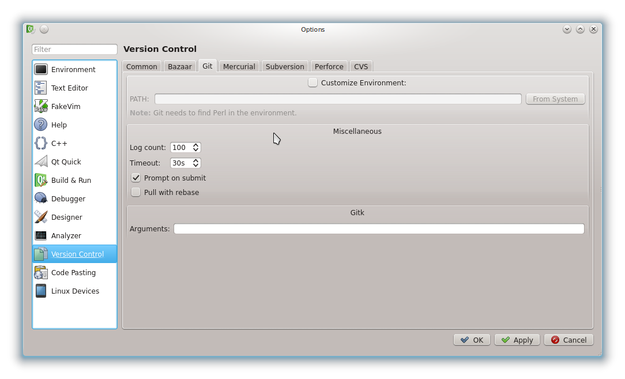 Options
Filter
Version Control
Environment
Text Editor
FakeVim
Help
C++
Qt Quick
Build & Run
Debugger
Designer
Analyzer
Version Control
Code Pasting
Linux Devices
Common Bazaar Git Mercurial Subversion Perforce CVS
Customize Environment:
PATH: From System
Note: Git needs to find Perl in the environment.
Miscellaneous
Log count: 100
Timeout: 30s
Prompt on submit
Pull with rebase
Gitk
Arguments:
OK Apply Cancel